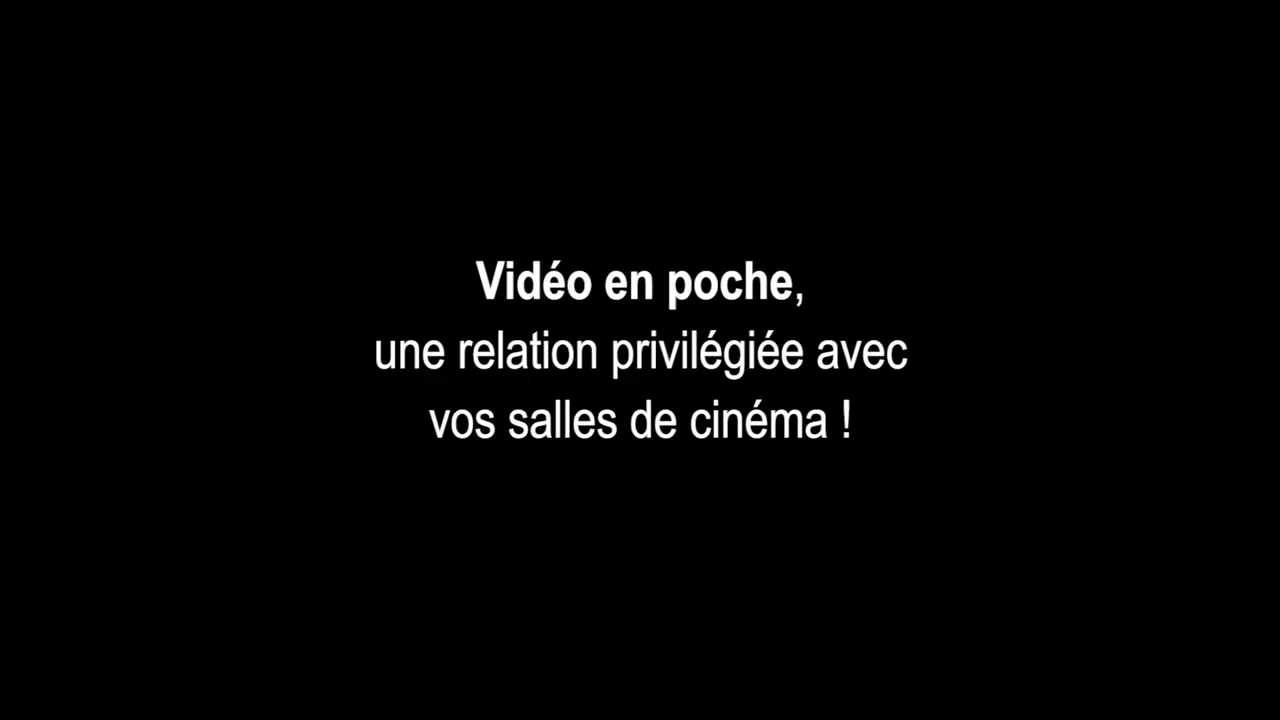 Vidéo en poche,
une relation privilégiée avec
vos salles de cinéma !